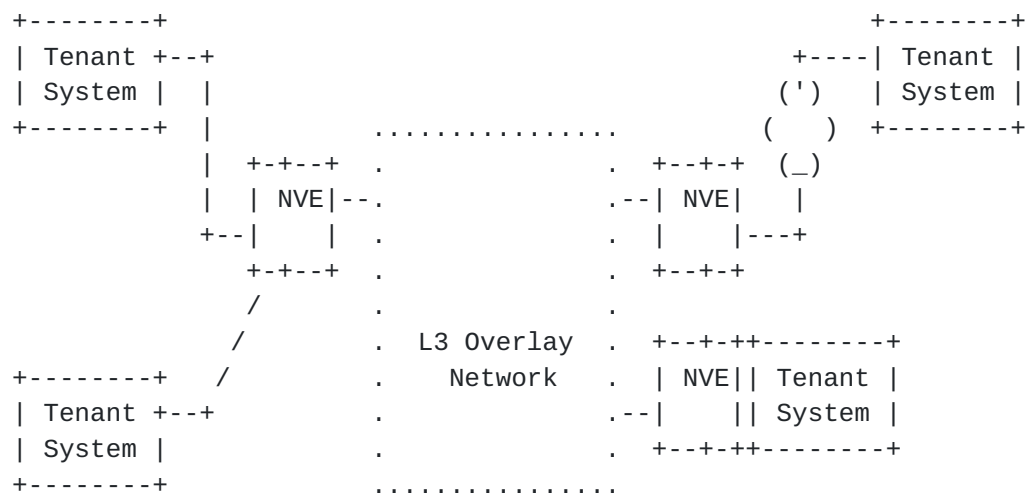 Tenant Tenant
System System
NVE NVE
L3 Overlay
Network NVE Tenant
Tenant System
System